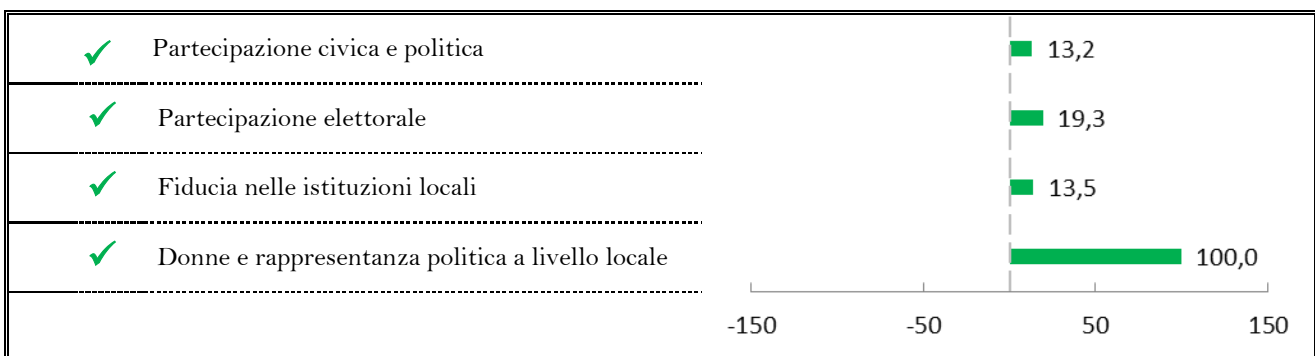 Partecipazione civica e politica 13,2
Partecipazione elettorale 19,3
Fiducia nelle istituzioni locali 13,5
Donne e rappresentanza politica a livello locale 100,0
-150 -50 50 150